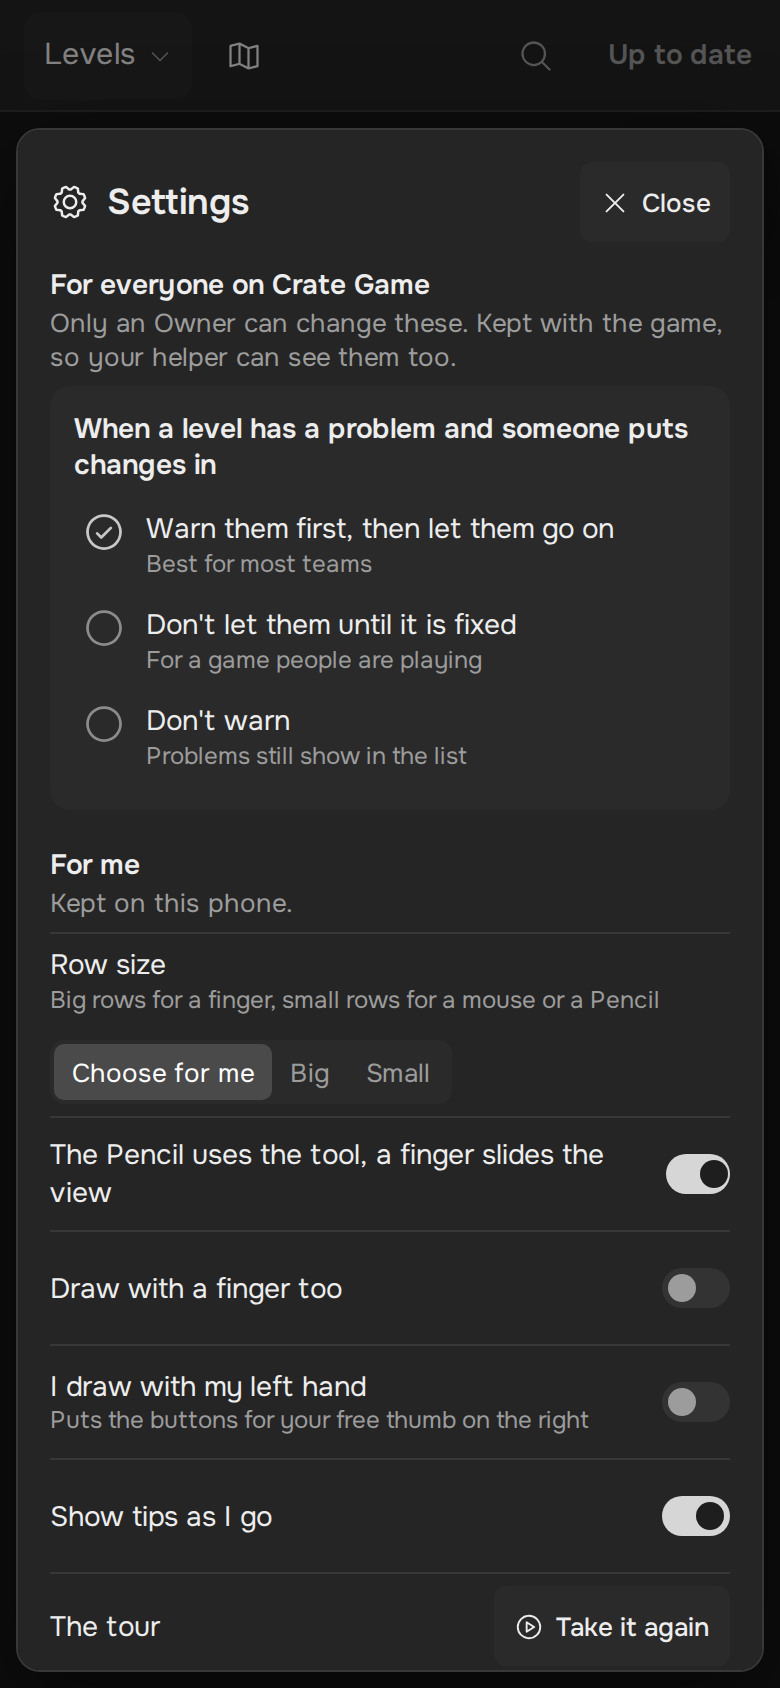 Levels
Up to date
Settings
Close
For everyone on Crate Game
Only an Owner can change these. Kept with the game,
so your helper can see them too.
When a level has a problem and someone puts
changes in
Warn them first, then let them go on
Best for most teams
Don't let them until it is fixed
For a game people are playing
Don't warn
Problems still show in the list
For me
Kept on this phone.
Row size
Big rows for a finger, small rows for a mouse or a Pencil
Choose for me
Big
Small
The Pencil uses the tool, a finger slides the
view
Draw with a finger too
I draw with my left hand
Puts the buttons for your free thumb on the right
Show tips as I go
The tour
Take it again